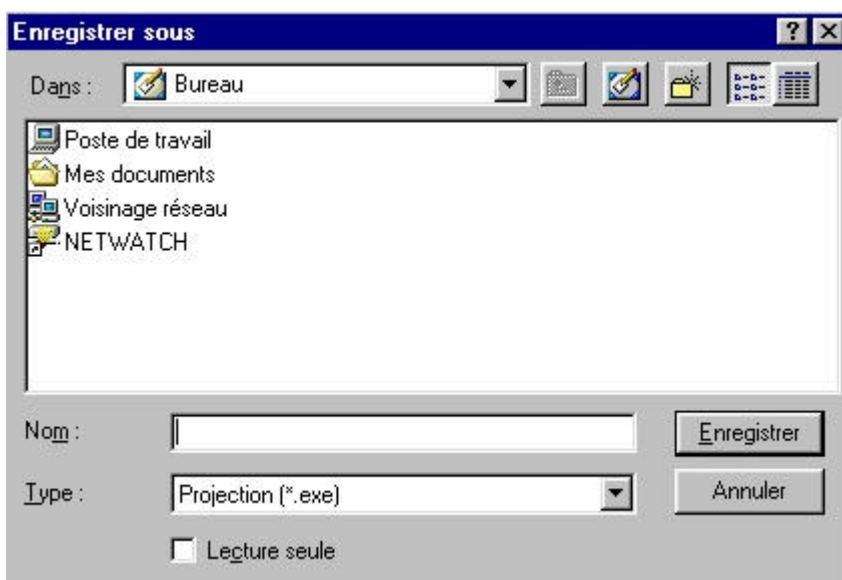 Enregistrer sous
Dans : Bureau
Poste de travail
Mes documents
Voisinage réseau
NETWATCH
Nom : Enregistrer
Type : Projection (*.exe) Annuler
Lecture seule